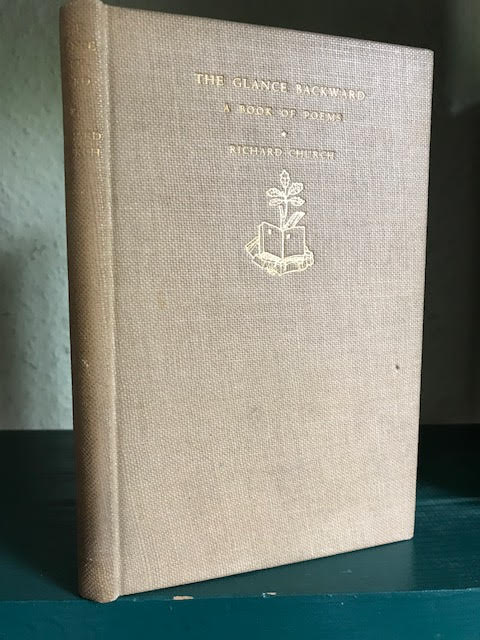 THE GLANCE BACKWARD
A BOOK OF POEMS
RICHARD CHURCH